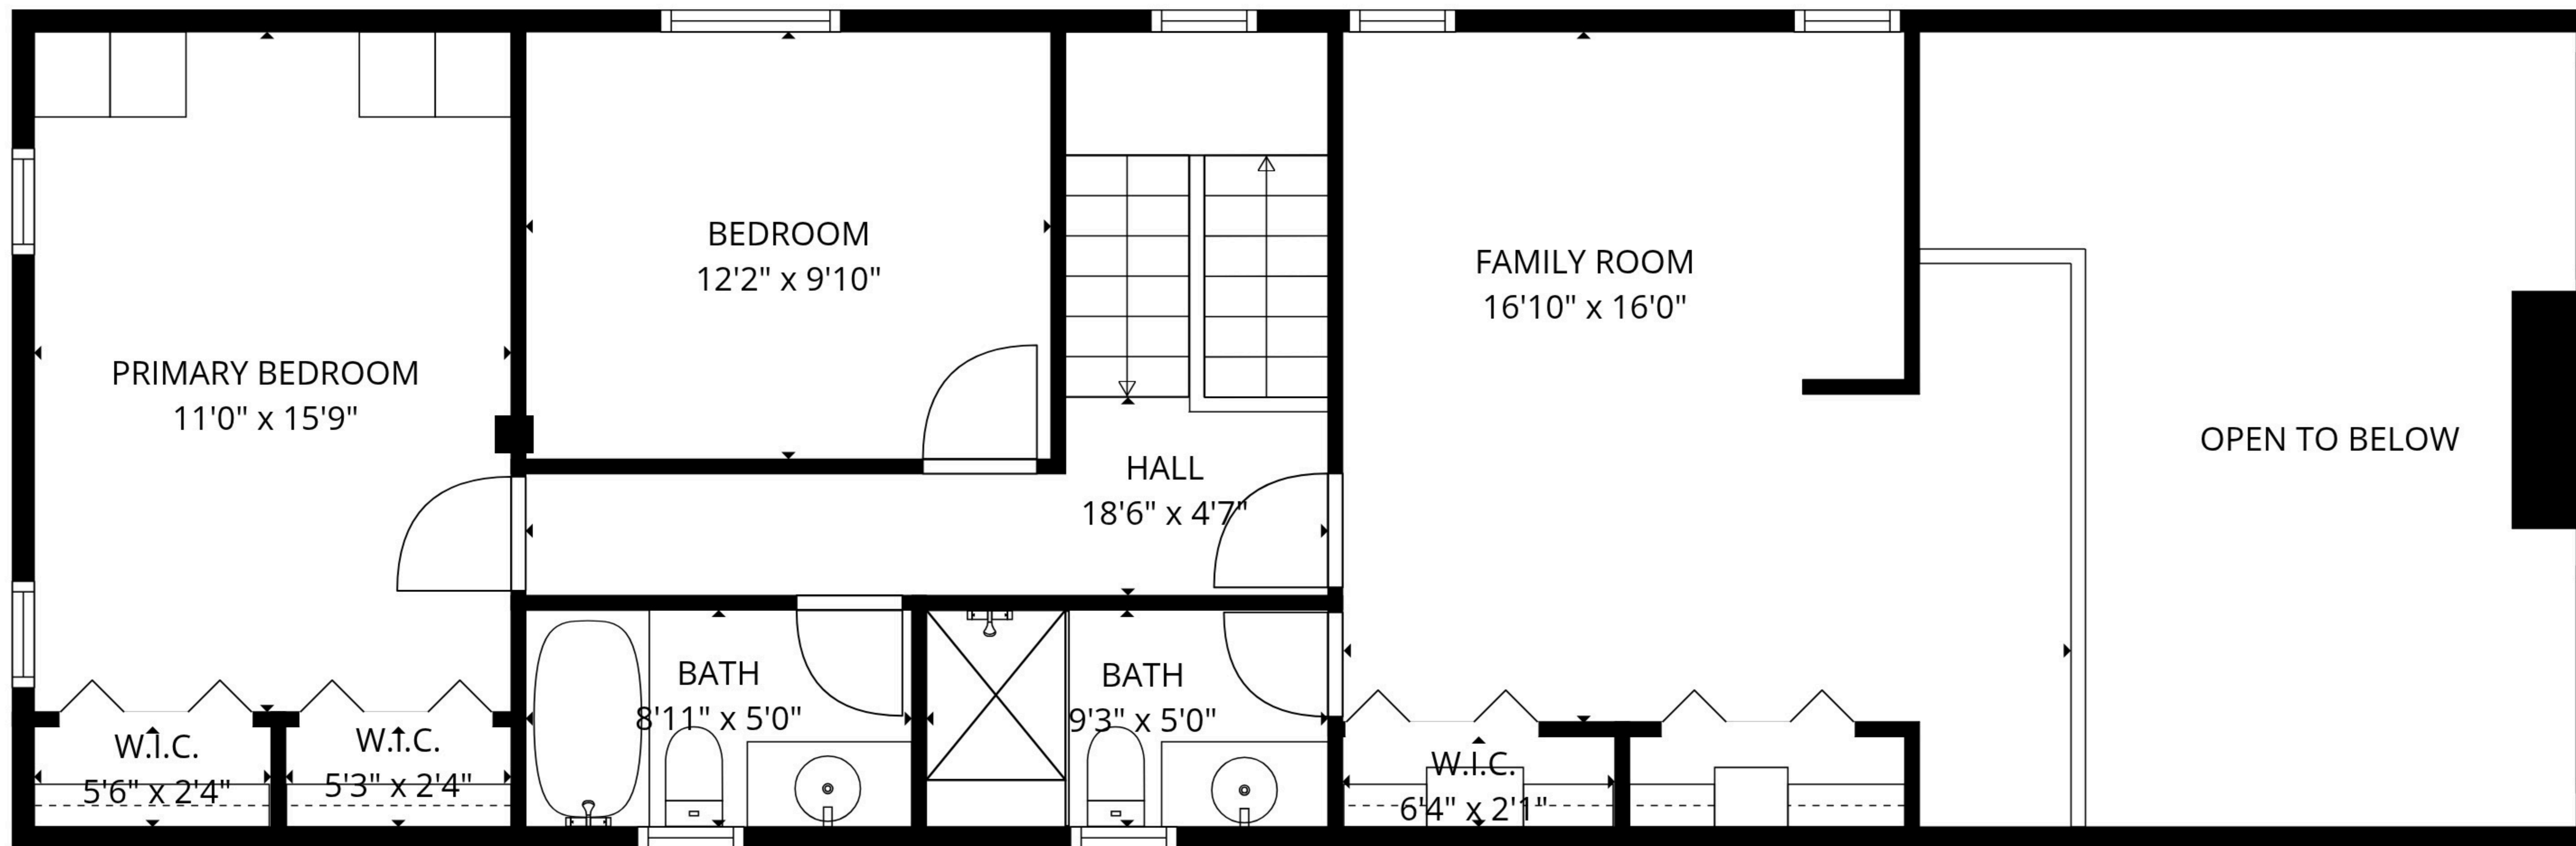 PRIMARY BEDROOM
11'0" x 15'9"
BEDROOM
12'2" x 9'10"
HALL
18'6" x 4'7"
FAMILY ROOM
16'10" x 16'0"
OPEN TO BELOW
W.I.C.
5'6" x 2'4"
W.I.C.
5'3" x 2'4"
BATH
8'11" x 5'0"
BATH
9'3" x 5'0"
W.I.C.
6'4" x 2'1"